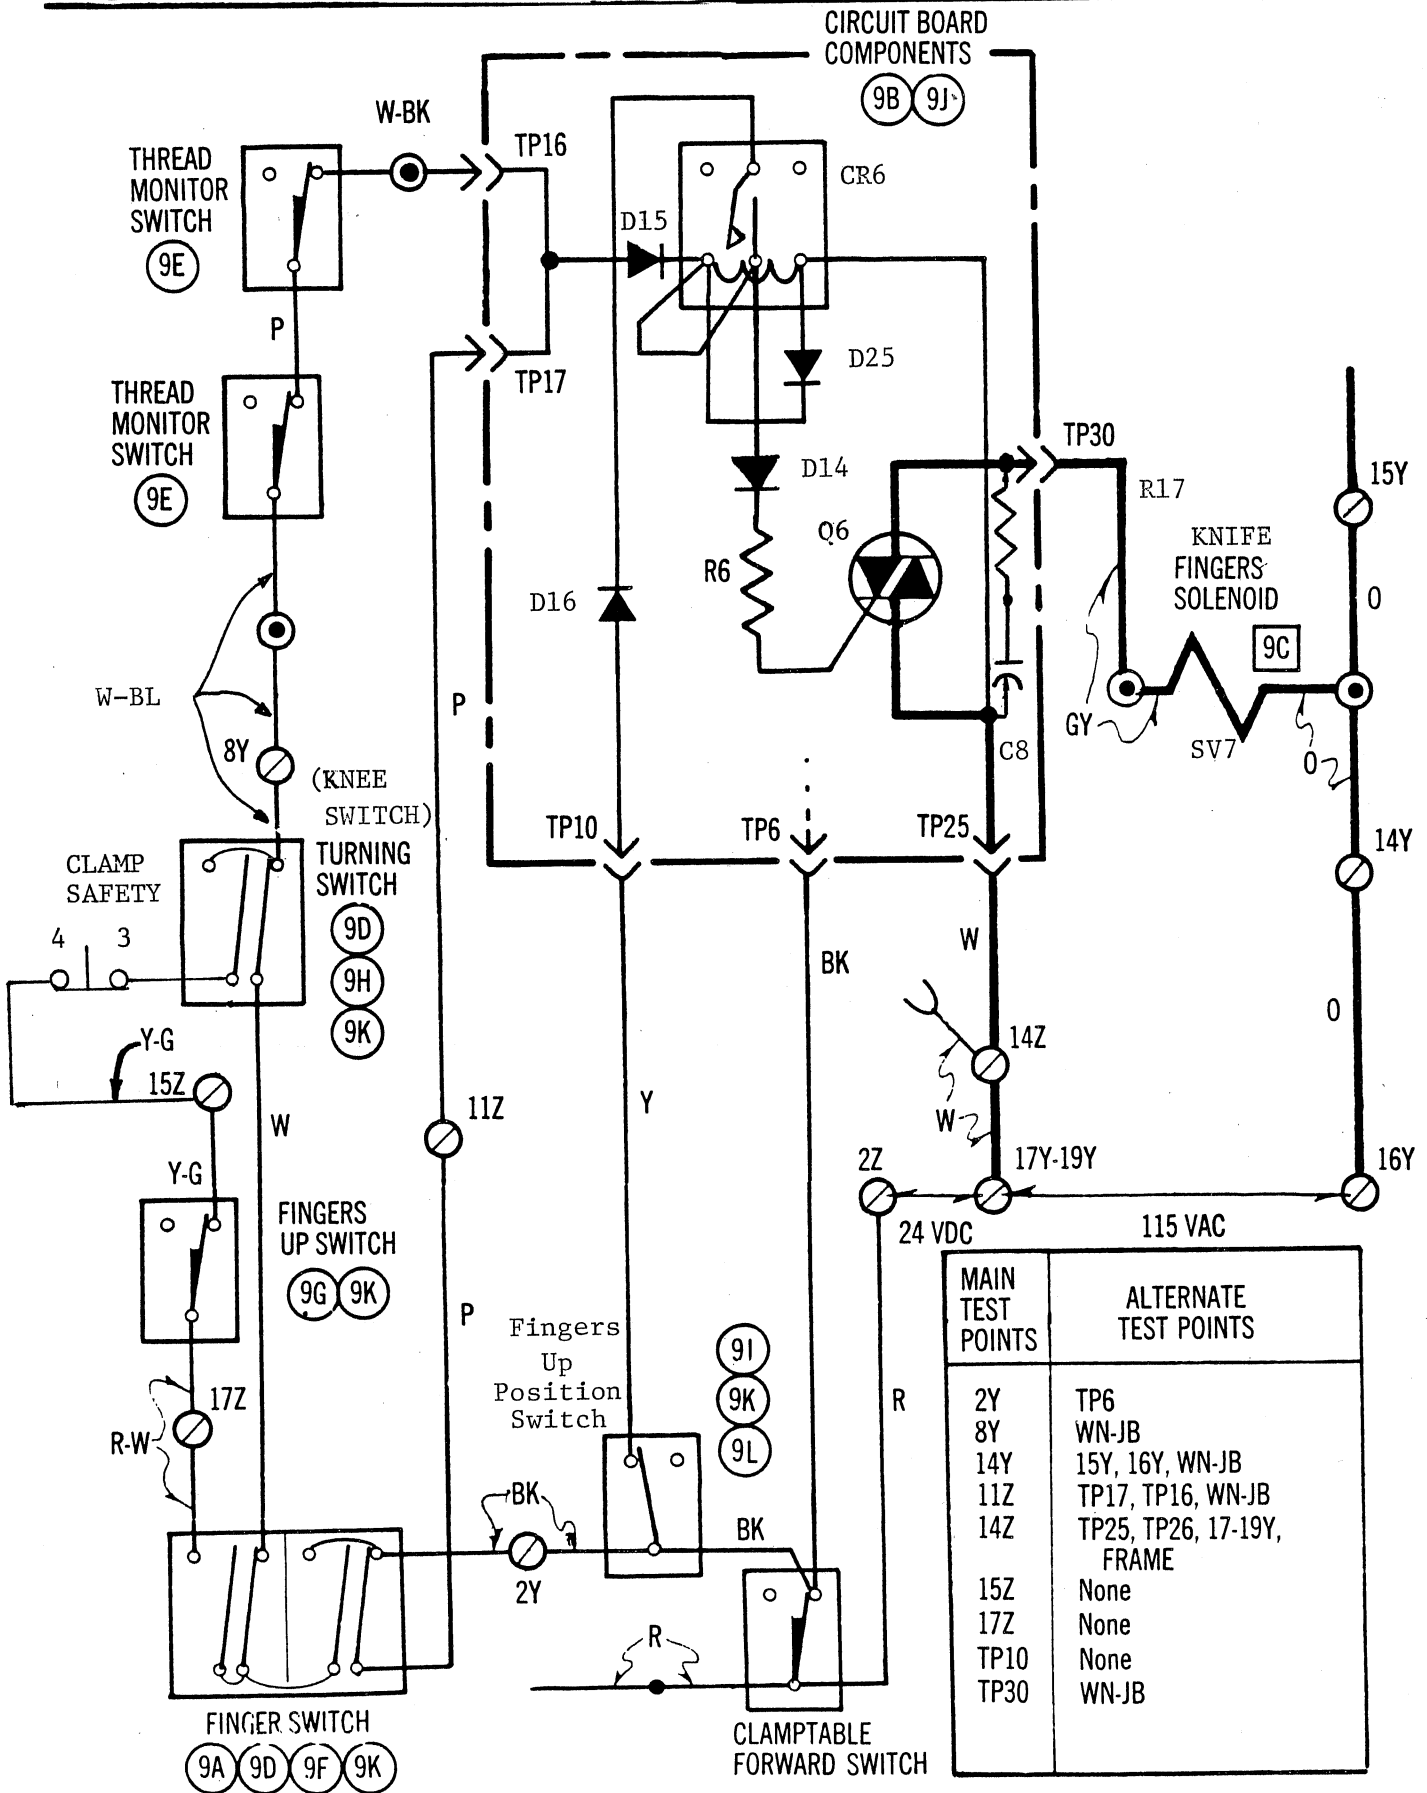 CIRCUIT BOARD
COMPONENTS
9B 9J
W-BK
TP16
THREAD
MONITOR
SWITCH
9E
CR6
D15
P
TP17
D25
THREAD
MONITOR
SWITCH
9E
TP30
D14
R17
15Y
Q6
KNIFE
FINGERS
SOLENOID
R6
D16
O
9C
W-BL
P
GY
SV7
O
8Y
C8
(KNEE
SWITCH)
TURNING
SWITCH
TP10
TP6
TP25
14Y
CLAMP
SAFETY
9D
9H
9K
4
3
W
BK
O
Y-G
14Z
15Z
Y
W
11Z
W
Y-G
2Z
17Y-19Y
16Y
24 VDC
115 VAC
FINGERS
UP SWITCH
9G 9K
P
Fingers
Up
Position
Switch
9I
9K
9L
R
17Z
R-W
BK
BK
2Y
R
FINGER SWITCH
9A 9D 9F 9K
CLAMPTABLE
FORWARD SWITCH
MAIN
TEST
POINTS
ALTERNATE
TEST POINTS
2Y TP6
8Y WN-JB
14Y 15Y, 16Y, WN-JB
11Z TP17, TP16, WN-JB
14Z TP25, TP26, 17-19Y,
FRAME
15Z None
17Z None
TP10 None
TP30 WN-JB